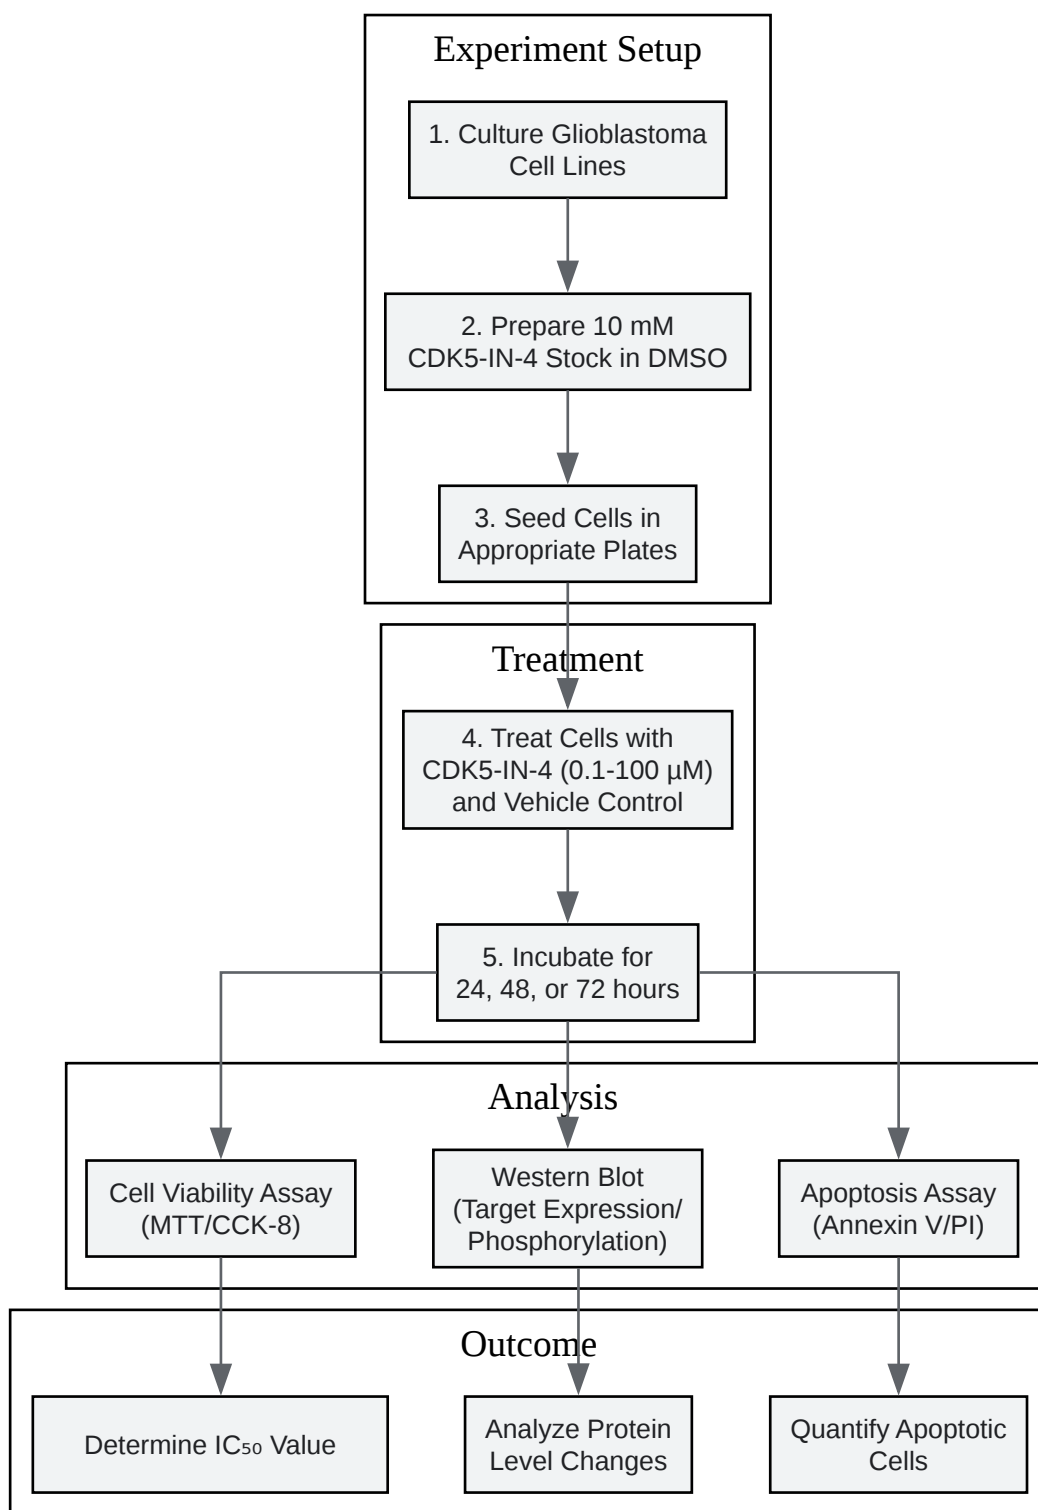 Experiment Setup
1. Culture Glioblastoma
Cell Lines
2. Prepare 10 mM
CDK5-IN-4 Stock in DMSO
3. Seed Cells in
Appropriate Plates
Treatment
4. Treat Cells with
CDK5-IN-4 (0.1-100 µM)
and Vehicle Control
5. Incubate for
24, 48, or 72 hours
Analysis
Cell Viability Assay
(MTT/CCK-8)
Western Blot
(Target Expression/
Phosphorylation)
Apoptosis Assay
(Annexin V/PI)
Outcome
Determine IC₅₀ Value
Analyze Protein
Level Changes
Quantify Apoptotic
Cells